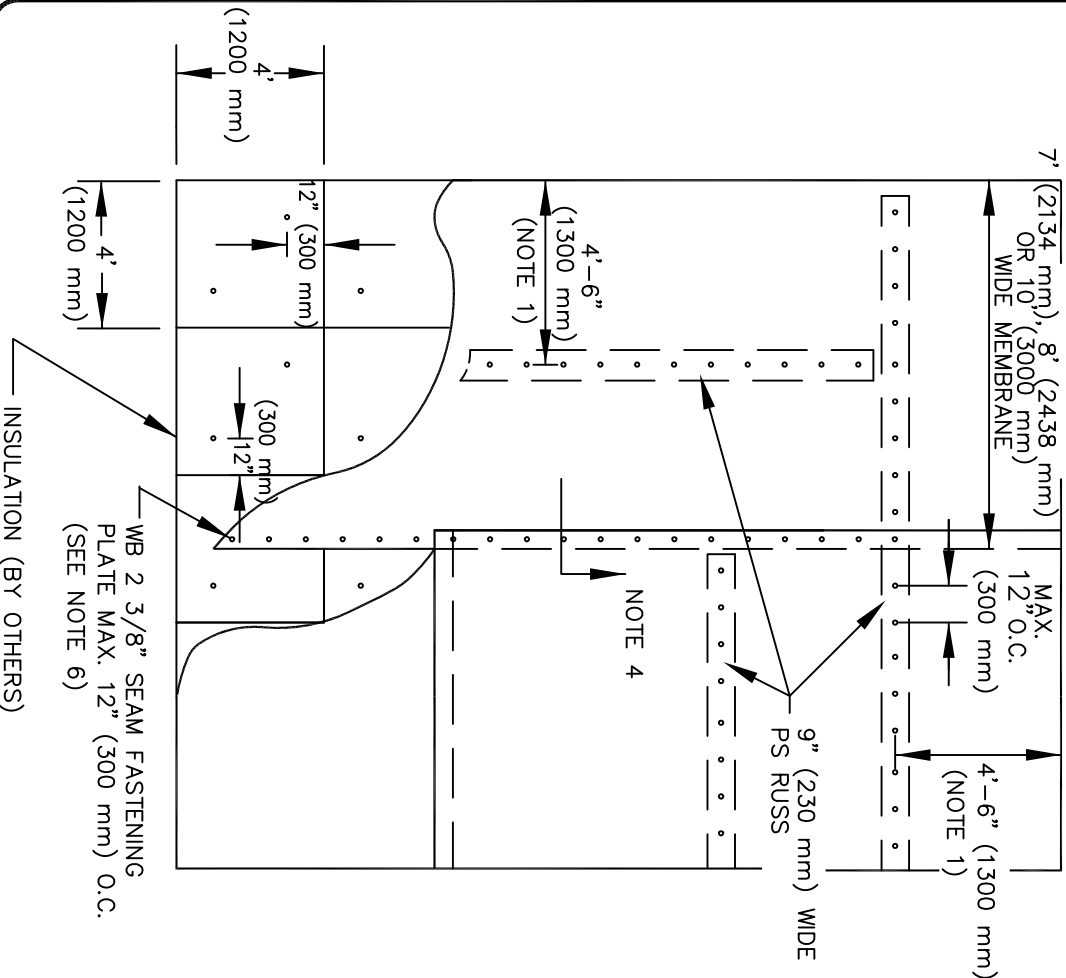 7' (2134 mm), 8' (2438 mm)
OR 10' (3000 mm)
WIDE MEMBRANE
MAX.
12" O.C.
(300 mm)
4'-6" (1300 mm)
(NOTE 1)
4'-6"
(1300 mm)
(NOTE 1)
9" (230 mm) WIDE
PS RUSS
NOTE 4
4'
(1200 mm)
12" (300 mm)
(300 mm)
12"
4'
(1200 mm)
WB 2 3/8" SEAM FASTENING
PLATE MAX. 12" (300 mm) O.C.
(SEE NOTE 6)
INSULATION (BY OTHERS)